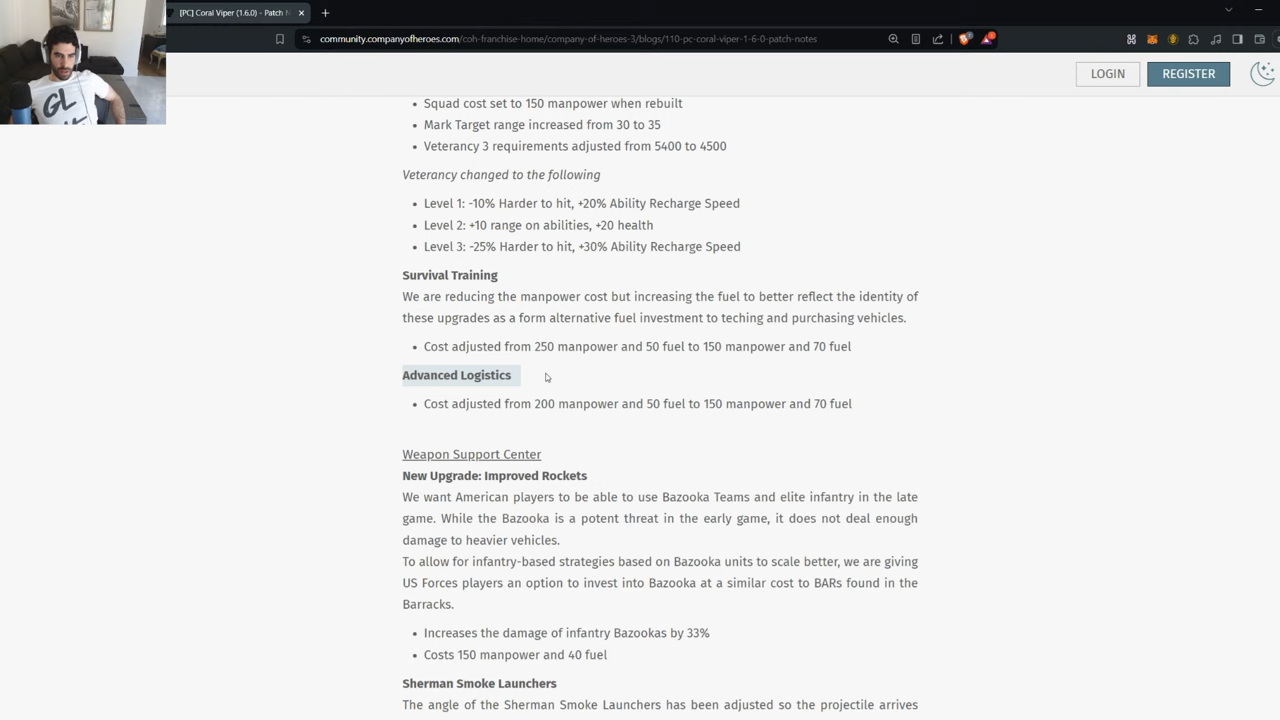 [PC] Coral Viper (1.6.0) - Patch N
community.companyofheroes.com/coh-franchise-home/company-of-heroes-3/blogs/110-pc-coral-viper-1-6-0-patch-notes
LOGIN
REGISTER
GL
• Squad cost set to 150 manpower when rebuilt
• Mark Target range increased from 30 to 35
• Veterancy 3 requirements adjusted from 5400 to 4500
Veterancy changed to the following
• Level 1: -10% Harder to hit, +20% Ability Recharge Speed
• Level 2: +10 range on abilities, +20 health
• Level 3: -25% Harder to hit, +30% Ability Recharge Speed
Survival Training
We are reducing the manpower cost but increasing the fuel to better reflect the identity of
these upgrades as a form alternative fuel investment to teching and purchasing vehicles.
• Cost adjusted from 250 manpower and 50 fuel to 150 manpower and 70 fuel
Advanced Logistics
• Cost adjusted from 200 manpower and 50 fuel to 150 manpower and 70 fuel
Weapon Support Center
New Upgrade: Improved Rockets
We want American players to be able to use Bazooka Teams and elite infantry in the late
game. While the Bazooka is a potent threat in the early game, it does not deal enough
damage to heavier vehicles.
To allow for infantry-based strategies based on Bazooka units to scale better, we are giving
US Forces players an option to invest into Bazooka at a similar cost to BARs found in the
Barracks.
• Increases the damage of infantry Bazookas by 33%
• Costs 150 manpower and 40 fuel
Sherman Smoke Launchers
The angle of the Sherman Smoke Launchers has been adjusted so the projectile arrives